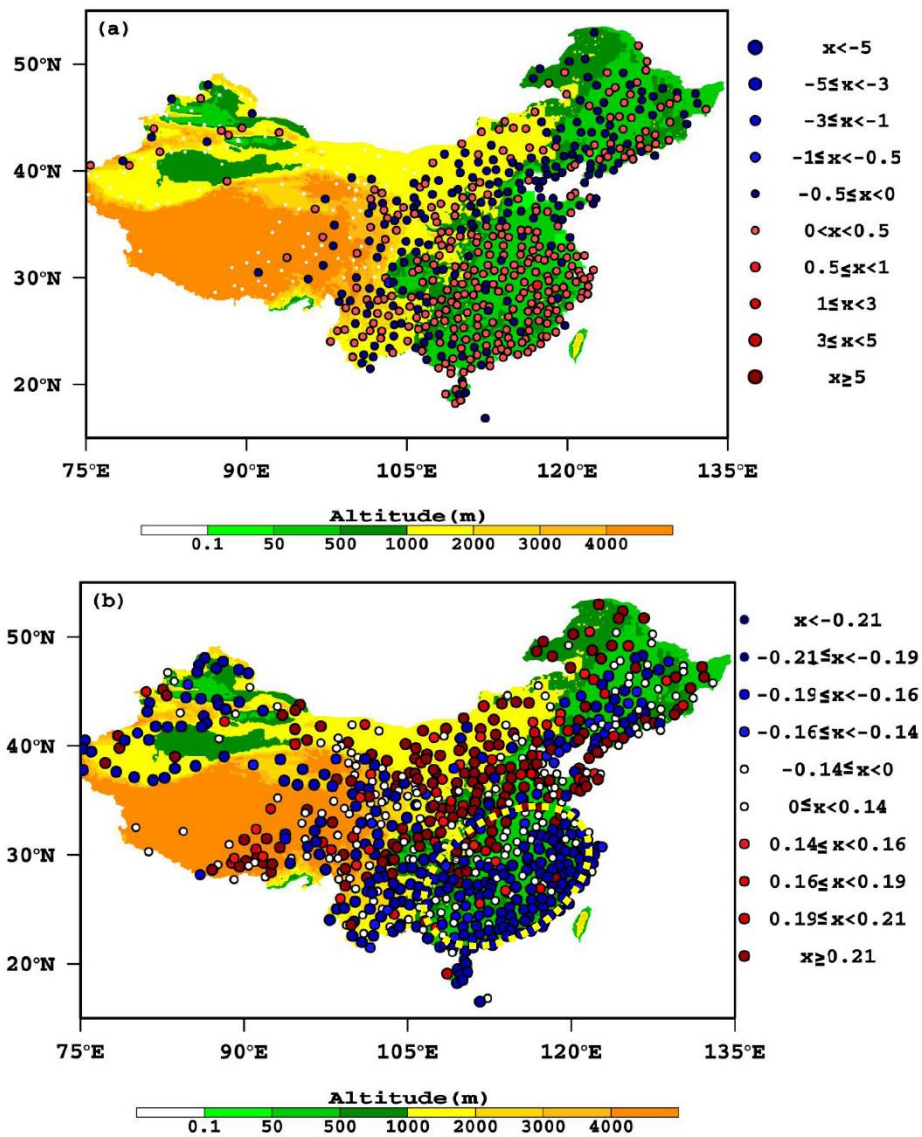 (a)
50°N
40°N
30°N
20°N
75°E 90°E 105°E 120°E 135°E
x<-5
-5≤x<-3
-3≤x<-1
-1≤x<-0.5
-0.5≤x<0
0<x<0.5
0.5≤x<1
1≤x<3
3≤x<5
x≥5
Altitude(m)
0.1 50 500 1000 2000 3000 4000
(b)
50°N
40°N
30°N
20°N
75°E 90°E 105°E 120°E 135°E
x<-0.21
-0.21≤x<-0.19
-0.19≤x<-0.16
-0.16≤x<-0.14
-0.14≤x<0
0≤x<0.14
0.14≤x<0.16
0.16≤x<0.19
0.19≤x<0.21
x≥0.21
Altitude(m)
0.1 50 500 1000 2000 3000 4000